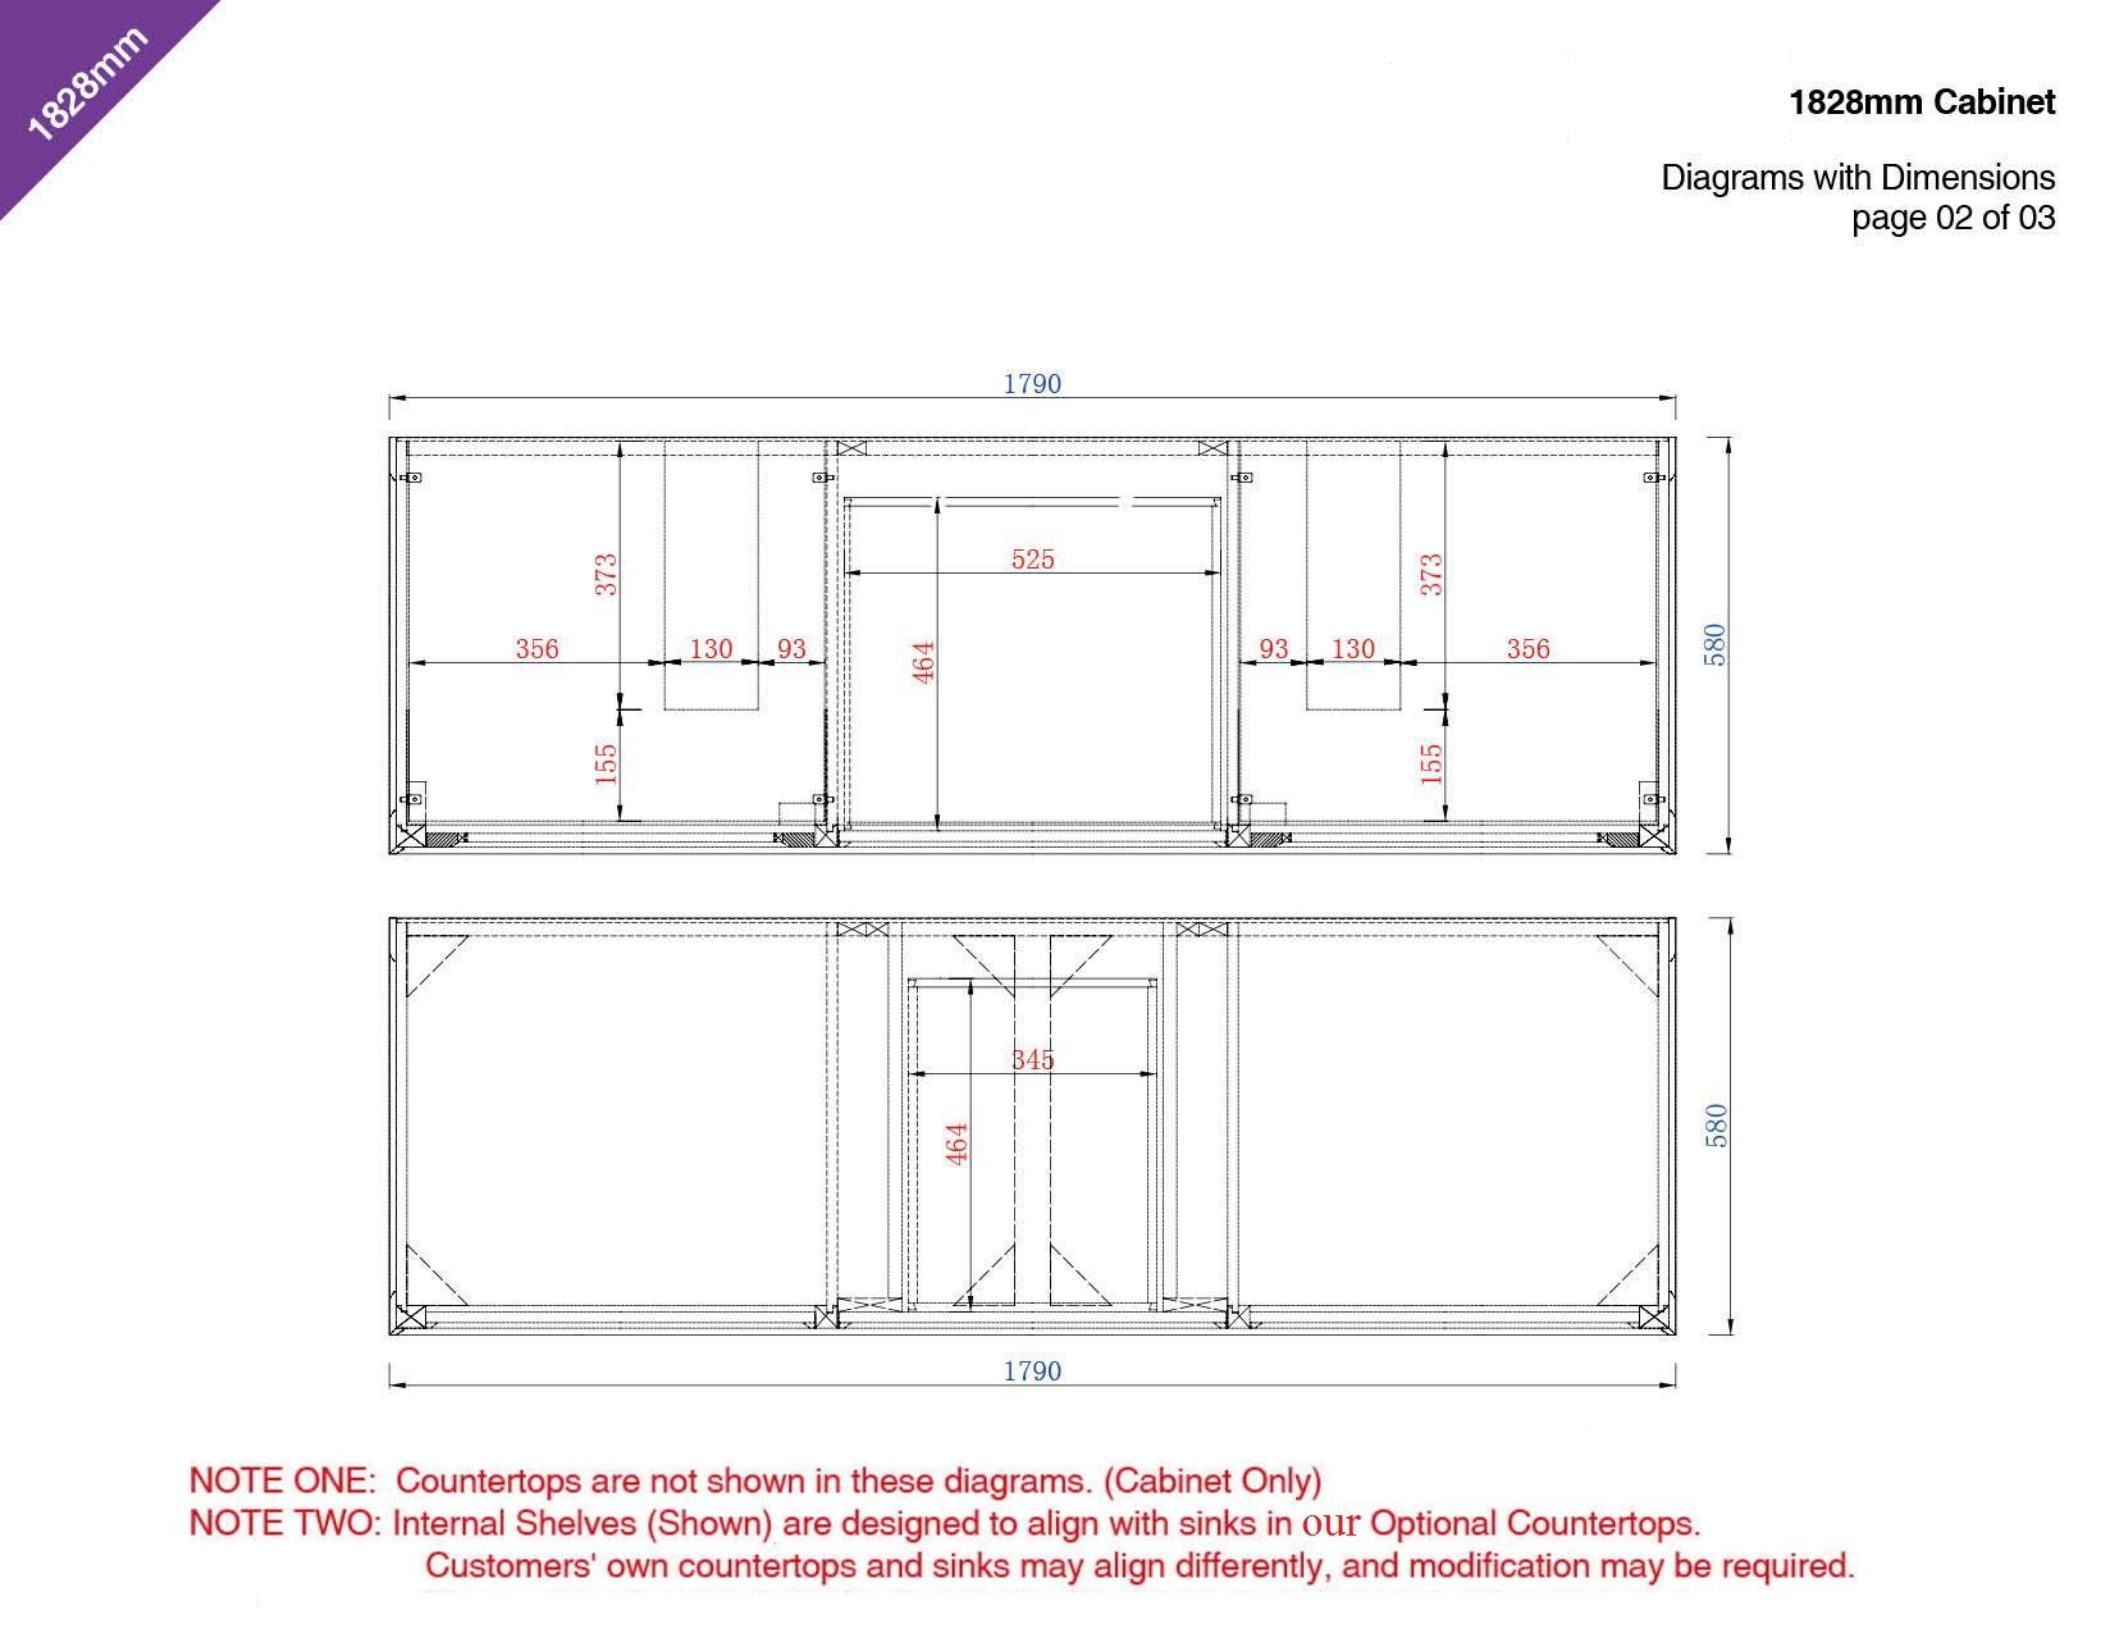 1828mm
1828mm Cabinet
Diagrams with Dimensions
page 02 of 03
1790
373
525
373
356
130
93
464
93
130
356
580
155
155
345
464
580
1790
NOTE ONE: Countertops are not shown in these diagrams. (Cabinet Only)
NOTE TWO: Internal Shelves (Shown) are designed to align with sinks in our Optional Countertops.
Customers' own countertops and sinks may align differently, and modification may be required.